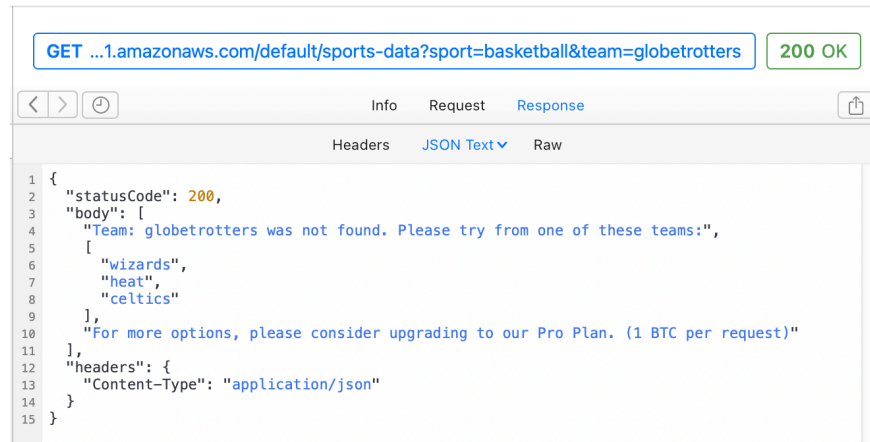 GET ...1.amazonaws.com/default/sports-data?sport=basketball&team=globetrotters 200 OK
Info Request Response
Headers JSON Text Raw
1 {
2 "statusCode": 200,
3 "body": [
4 "Team: globetrotters was not found. Please try from one of these teams:",
5 [
6 "wizards",
7 "heat",
8 "celtics"
9 ],
10 "For more options, please consider upgrading to our Pro Plan. (1 BTC per request)"
11 ],
12 "headers": {
13 "Content-Type": "application/json"
14 }
15 }